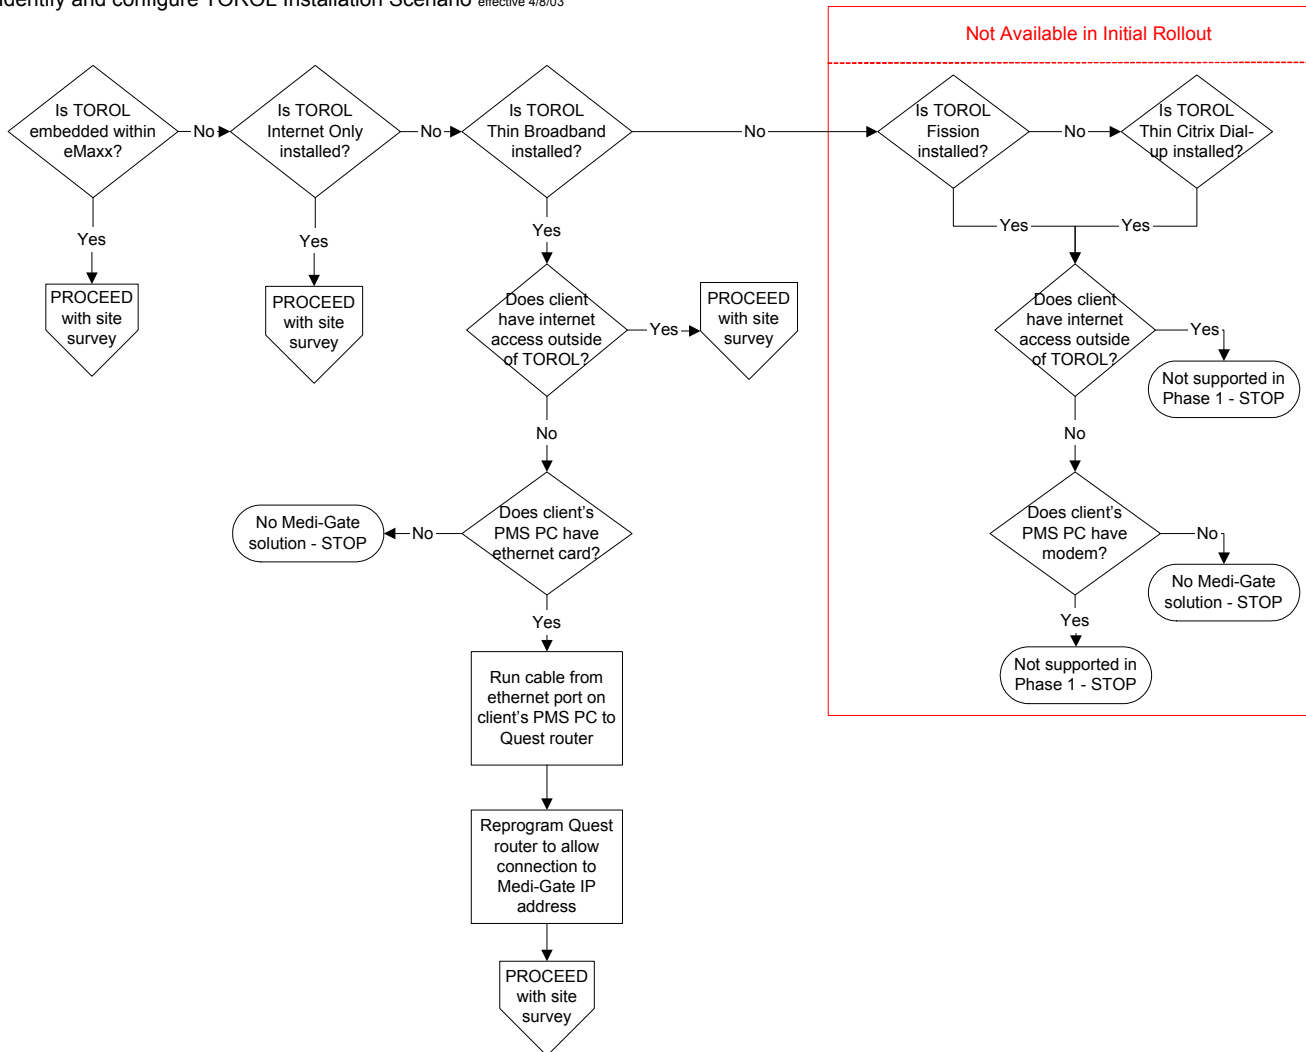 Identify and configure TOROL Installation Scenario effective 4/8/03
Not Available in Initial Rollout
Is TOROL
embedded within
eMaxx?
No
Is TOROL
Internet Only
installed?
No
Is TOROL
Thin Broadband
installed?
No
Is TOROL
Fission
installed?
No
Is TOROL
Thin Citrix Dial-
up installed?
Yes
Yes
Yes
Yes
Yes
PROCEED
with site
survey
PROCEED
with site
survey
Does client
have internet
access outside
of TOROL?
Yes
PROCEED
with site
survey
Does client
have internet
access outside
of TOROL?
Yes
Not supported in
Phase 1 - STOP
No
No
No Medi-Gate
solution - STOP
No
Does client's
PMS PC have
ethernet card?
Does client's
PMS PC have
modem?
No
No Medi-Gate
solution - STOP
Yes
Yes
Not supported in
Phase 1 - STOP
Run cable from
ethernet port on
client's PMS PC to
Quest router
Reprogram Quest
router to allow
connection to
Medi-Gate IP
address
PROCEED
with site
survey